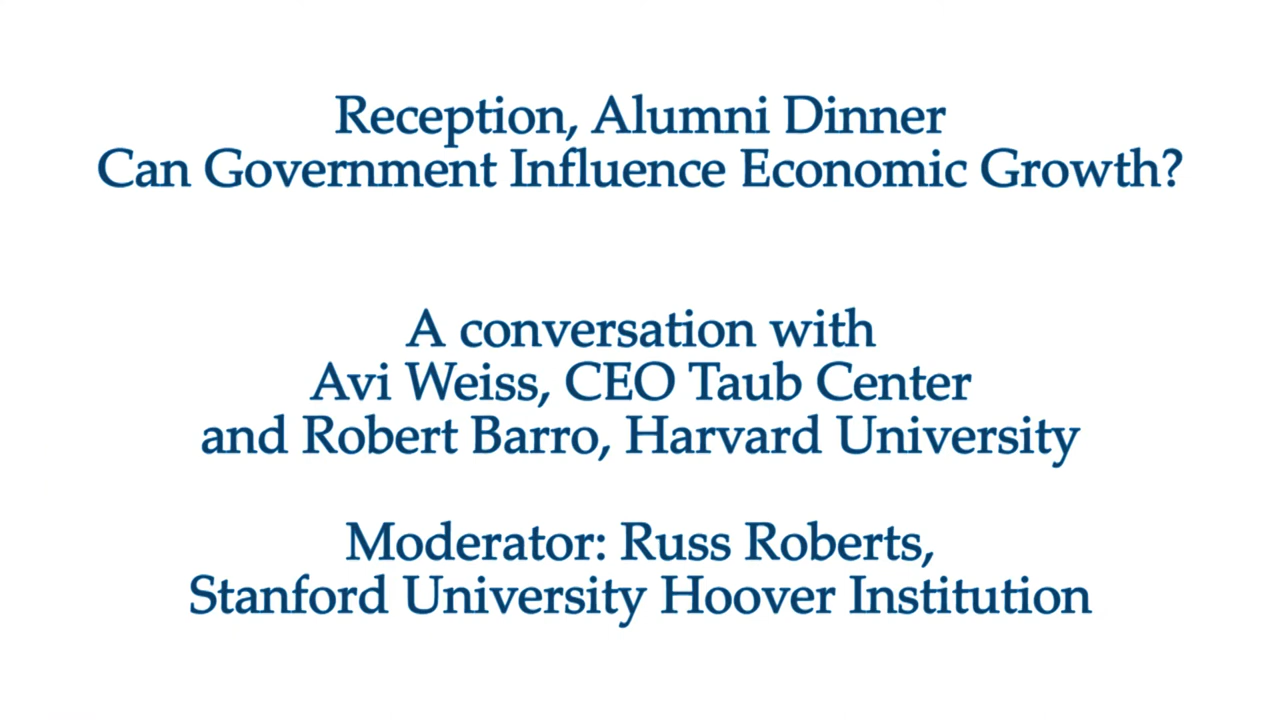 Reception, Alumni Dinner
Can Government Influence Economic Growth?
A conversation with
Avi Weiss, CEO Taub Center
and Robert Barro, Harvard University
Moderator: Russ Roberts,
Stanford University Hoover Institution